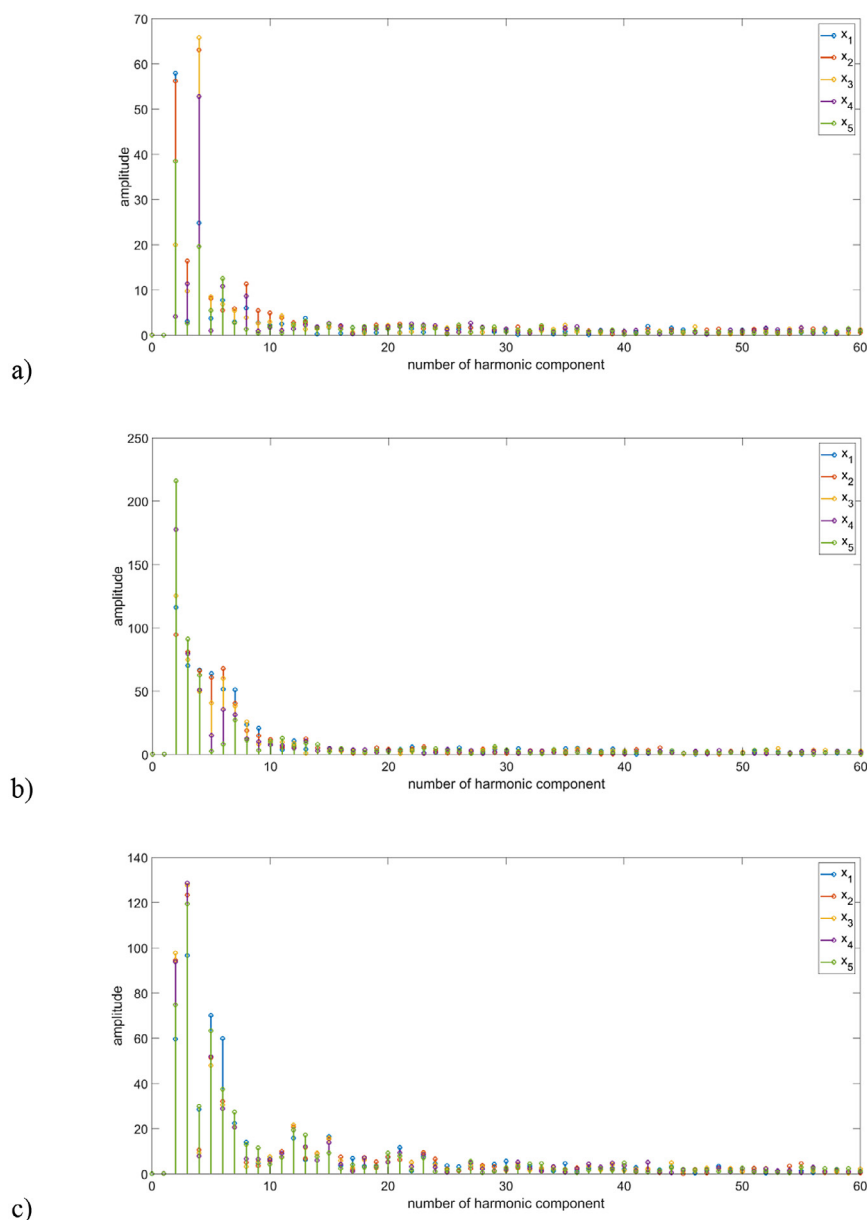 70
60
50
40
30
20
10
0
amplitude
0 10 20 30 40 50 60
number of harmonic component
x1
x2
x3
x4
x5
a)
250
200
150
100
50
0
amplitude
0 10 20 30 40 50 60
number of harmonic component
x1
x2
x3
x4
x5
b)
140
120
100
80
60
40
20
0
amplitude
0 10 20 30 40 50 60
number of harmonic component
x1
x2
x3
x4
x5
c)